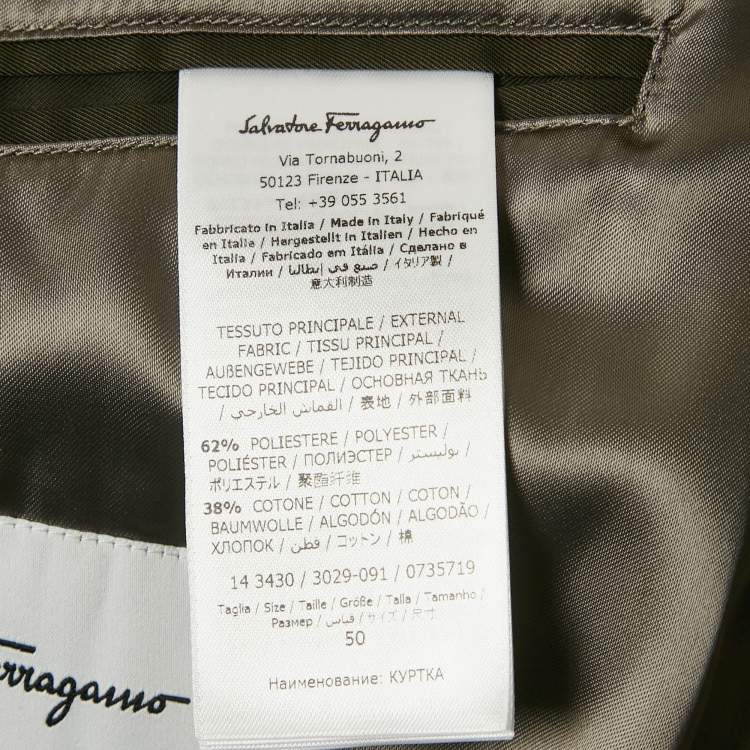 Salvatore Ferragamo
Via Tornabuoni, 2
50123 Firenze - ITALIA
Tel: +39 055 3561
Fabbricato in Italia / Made in Italy / Fabriqué
en Italie / Hergestellt in Italien / Hecho en
Italia / Fabricado em Itália / Сделано в
Италии / صنع في إيطاليا / イタリア製 /
意大利制造
TESSUTO PRINCIPALE / EXTERNAL
FABRIC / TISSU PRINCIPAL /
AUßENGEWEBE / TEJIDO PRINCIPAL /
TECIDO PRINCIPAL / ОСНОВНАЯ ТКАНЬ
/ القماش الخارجي / 表地 / 外部面料
62% POLIESTERE / POLYESTER /
POLIÉSTER / ПОЛИЭСТЕР / بوليستر /
ポリエステル / 聚酯纤维
38% COTONE / COTTON / COTON /
BAUMWOLLE / ALGODÓN / ALGODÃO /
ХЛОПОК / قطن / コットン / 棉
14 3430 / 3029-091 / 0735719
Taglia / Size / Taille / Größe / Talla / Tamanho /
Размер / قياس / サイズ / 尺寸
50
Наименование: КУРТКА
erragamo